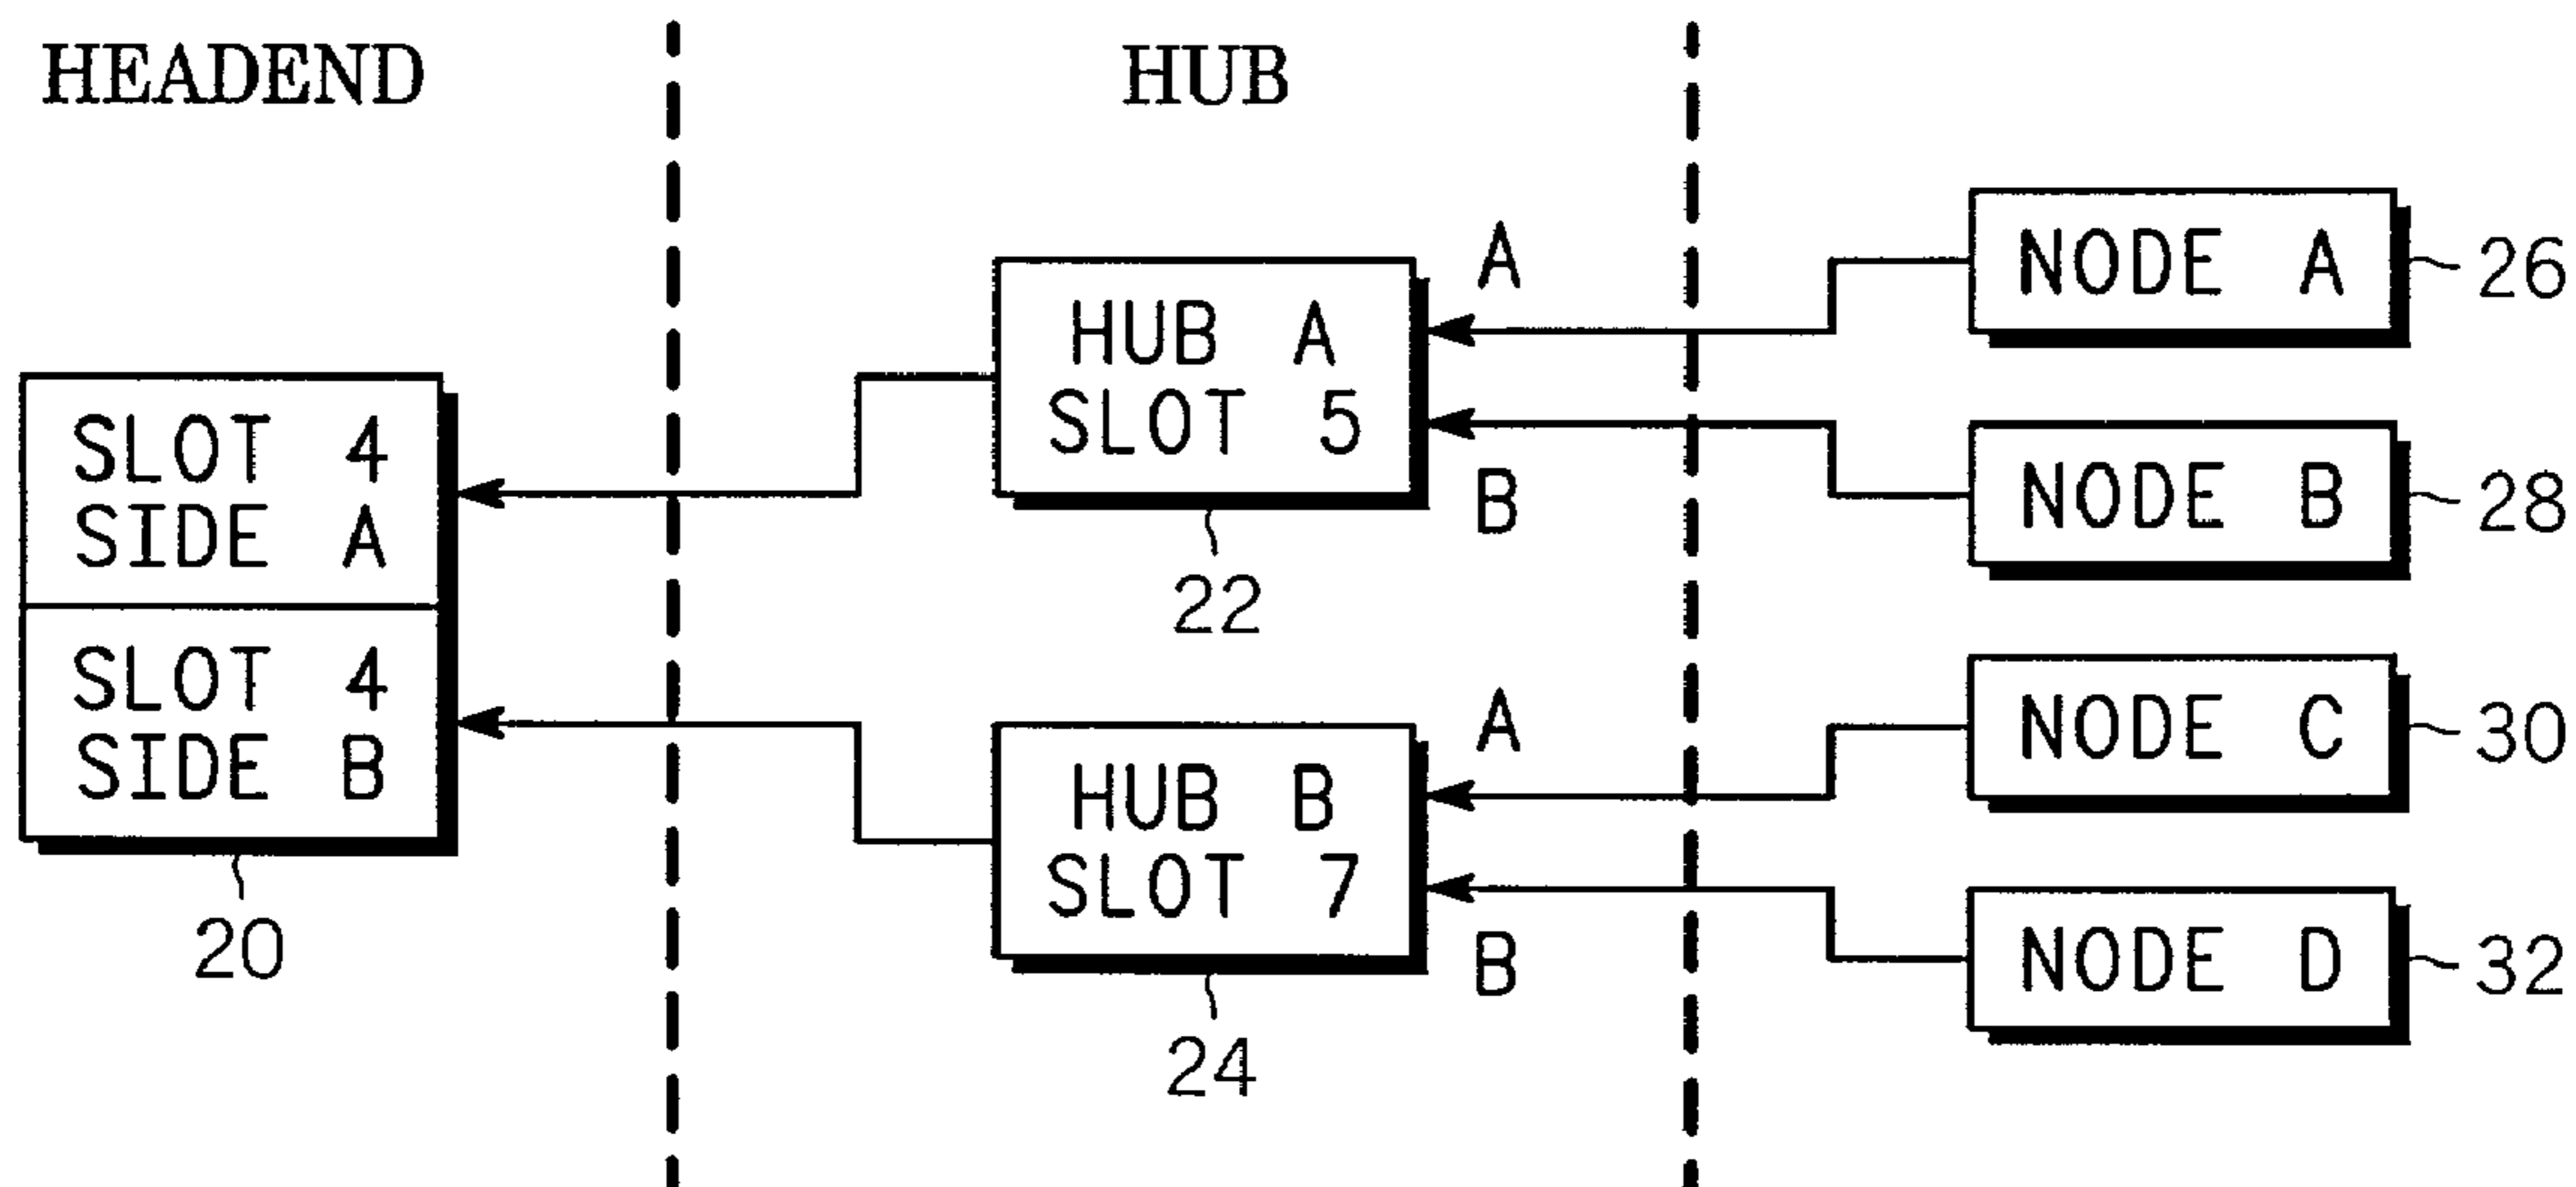 HEADEND
HUB
SLOT 4
SIDE A
SLOT 4
SIDE B
20
HUB A
SLOT 5
22
A
B
HUB B
SLOT 7
24
A
B
NODE A
26
NODE B
28
NODE C
30
NODE D
32